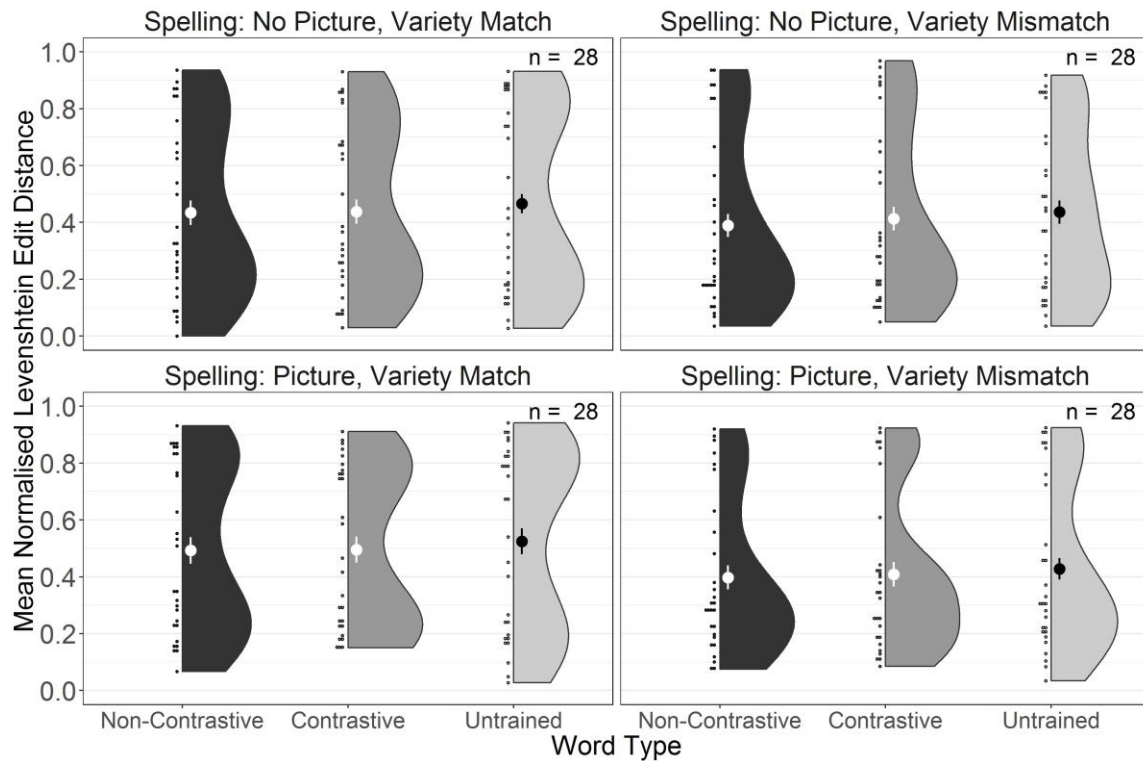 Spelling: No Picture, Variety Match
Spelling: No Picture, Variety Mismatch
n = 28
n = 28
1.0
0.8
0.6
0.4
0.2
0.0
Spelling: Picture, Variety Match
Spelling: Picture, Variety Mismatch
n = 28
n = 28
1.0
0.8
0.6
0.4
0.2
0.0
Mean Normalised Levenshtein Edit Distance
Non-Contrastive Contrastive Untrained
Non-Contrastive Contrastive Untrained
Word Type